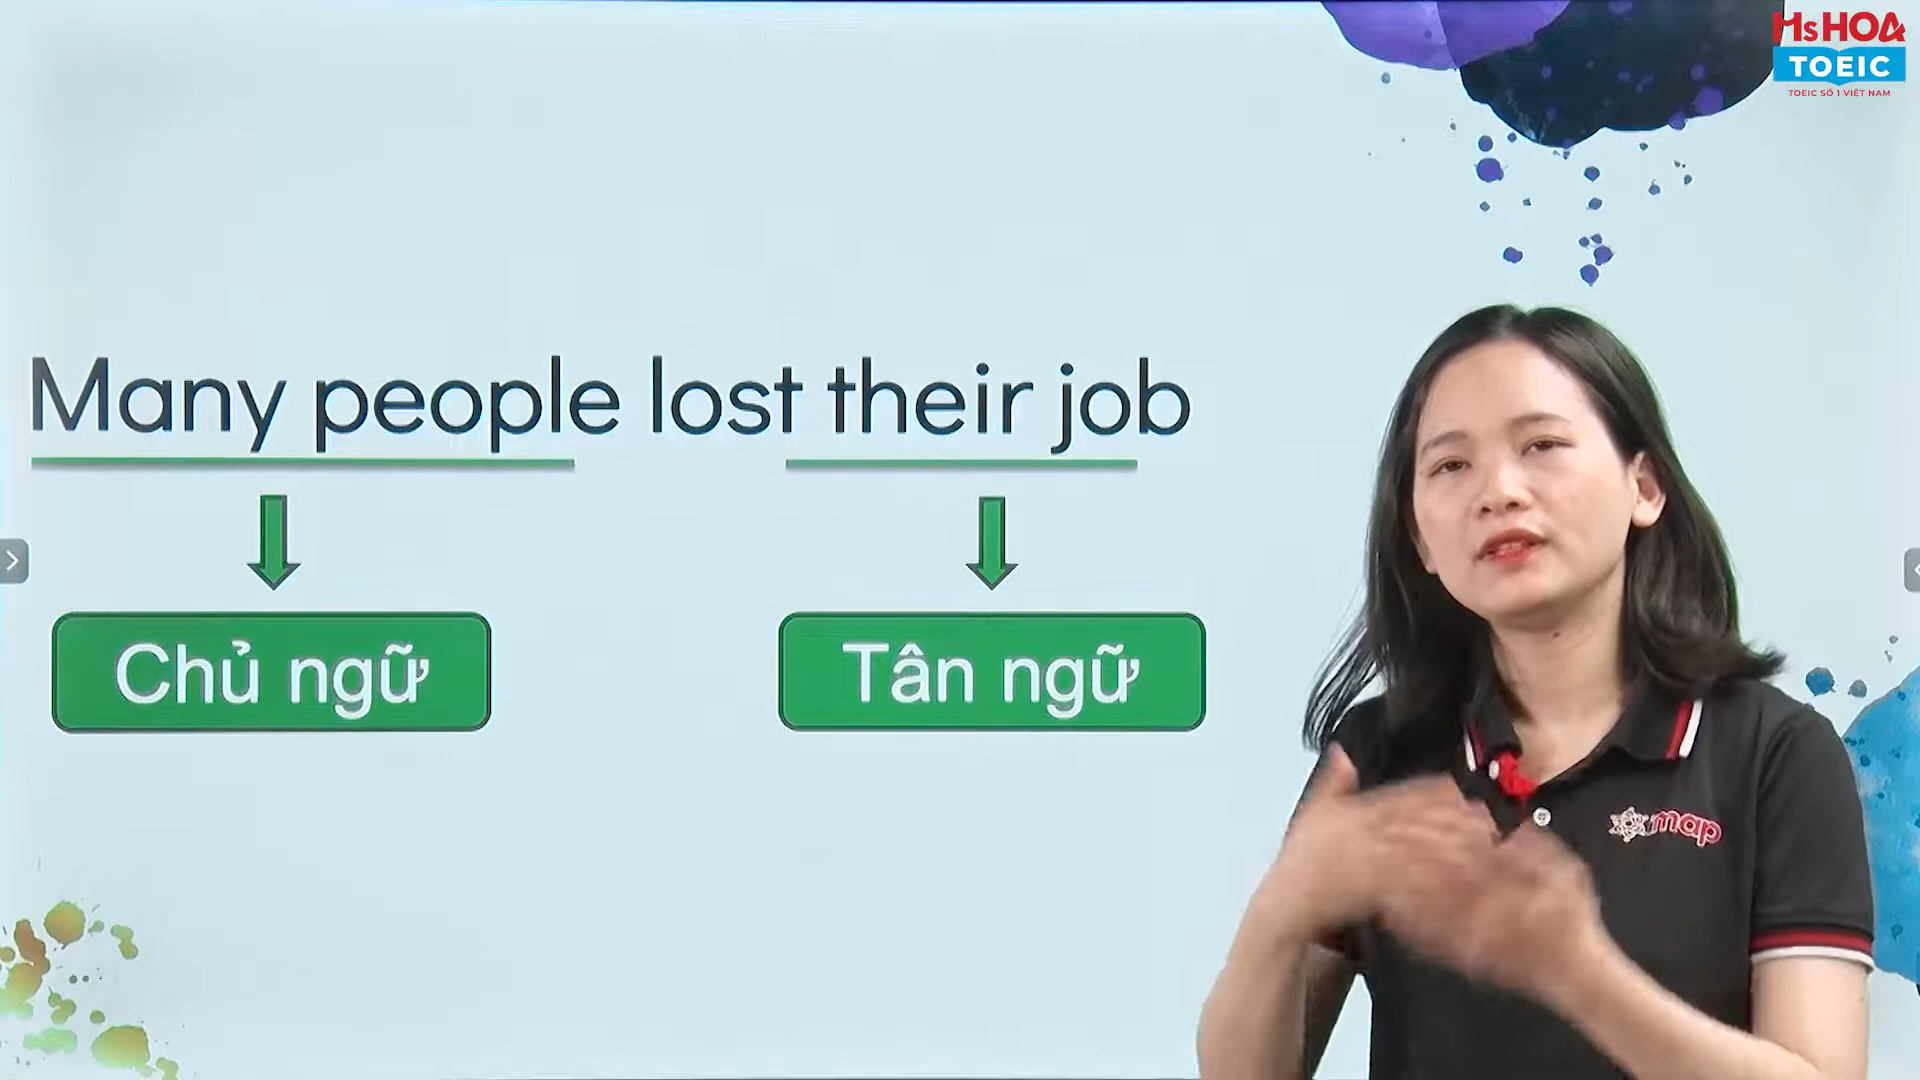 MsHOA
TOEIC
TOEIC SỐ 1 VIỆT NAM
Many people lost their job
Chủ ngữ
Tân ngữ
map